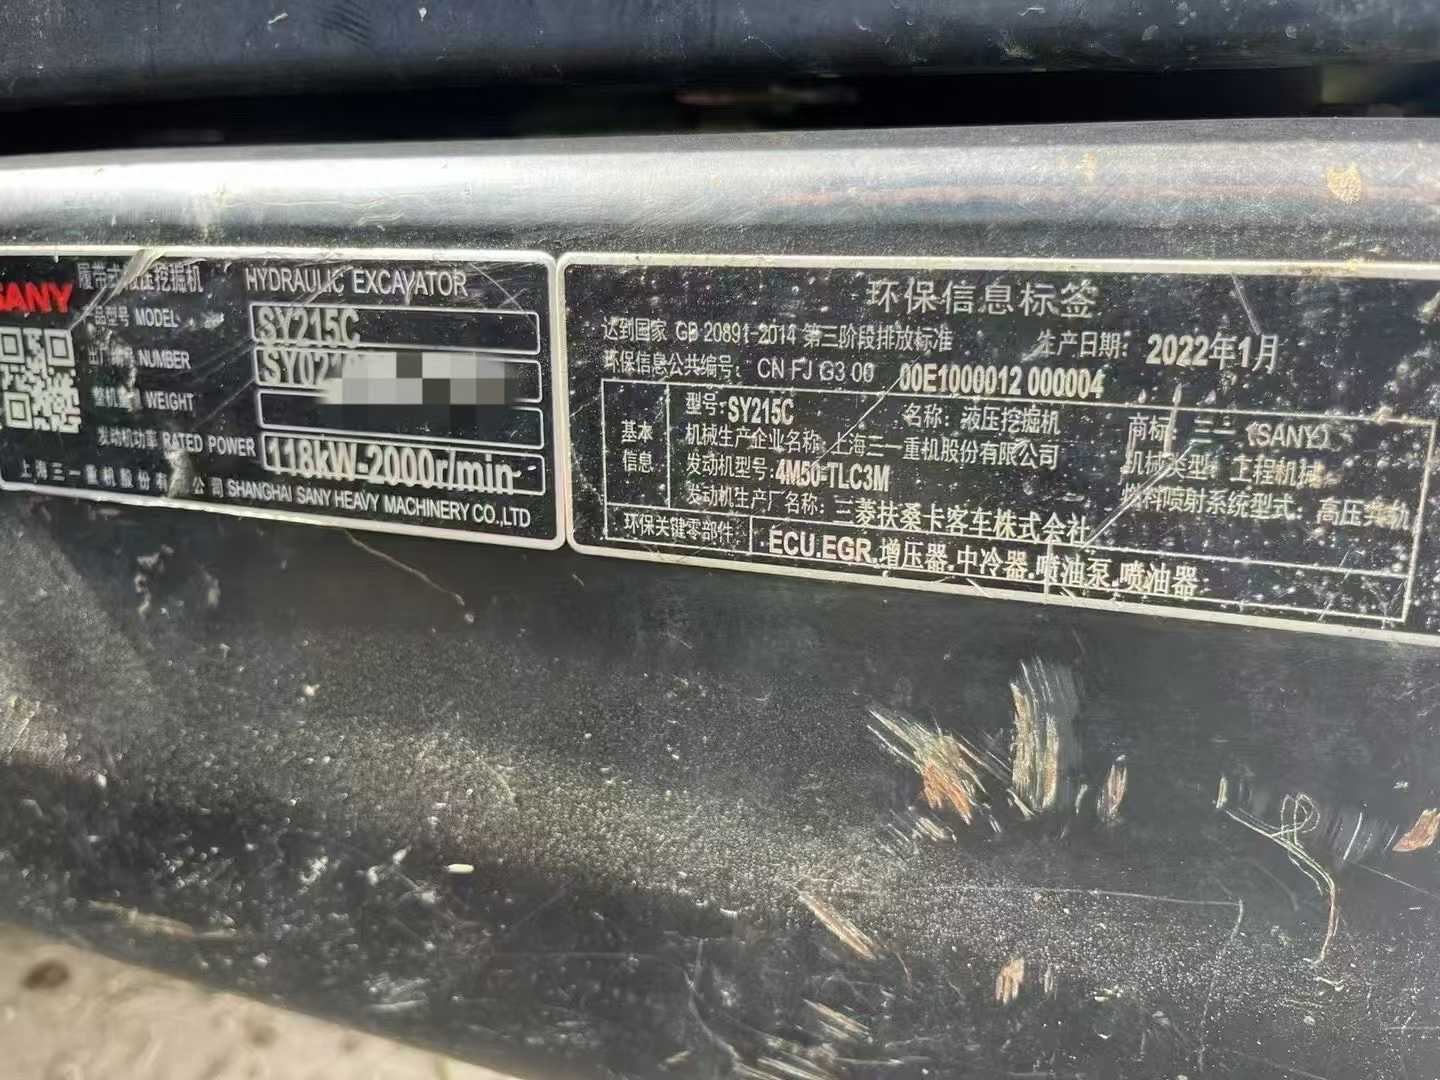 SANY 履带式液压挖掘机 HYDRAULIC EXCAVATOR
产品型号 MODEL SY215C
出厂编号 NUMBER SY021
整机重量 WEIGHT
发动机功率 RATED POWER 118kW-2000r/min
上海三一重机股份有限公司 SHANGHAI SANY HEAVY MACHINERY CO.,LTD
环保信息标签
达到国家 GB 20891-2014 第三阶段排放标准 生产日期: 2022年1月
环保信息公共编号: CN FJ G3 00 00E1000012 000004
基本信息
型号: SY215C 名称: 液压挖掘机 商标: 三一 (SANY)
机械生产企业名称: 上海三一重机股份有限公司 机械类型: 工程机械
发动机型号: 4M50-TLC3M 燃料喷射系统型式: 高压共轨
发动机生产厂名称: 三菱扶桑卡客车株式会社
环保关键零部件 ECU.EGR.增压器.中冷器.喷油泵.喷油器